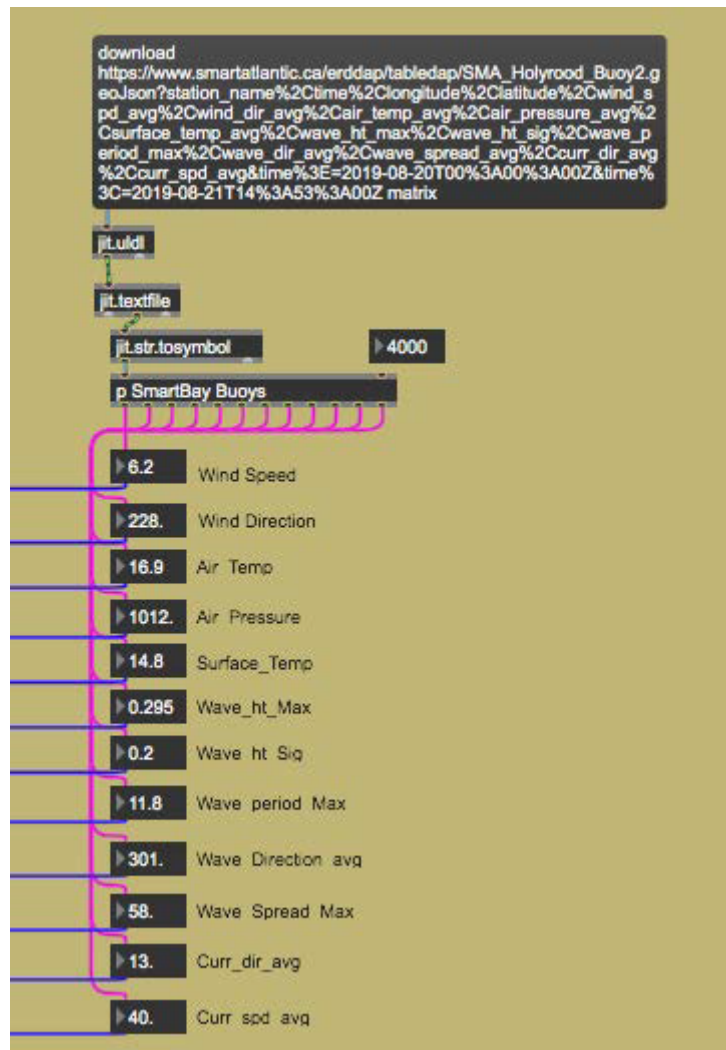 download
https://www.smartatlantic.ca/erddap/tabledap/SMA_Holyrood_Buoy2.g
eoJson?station_name%2Ctime%2Clongitude%2Clatitude%2Cwind_s
pd_avg%2Cwind_dir_avg%2Cair_temp_avg%2Cair_pressure_avg%2
Csurface_temp_avg%2Cwave_ht_max%2Cwave_ht_sig%2Cwave_p
eriod_max%2Cwave_dir_avg%2Cwave_spread_avg%2Ccurr_dir_avg
%2Ccurr_spd_avg&time%3E=2019-08-20T00%3A00%3A00Z&time%
3C=2019-08-21T14%3A53%3A00Z matrix
jit.uldl
jit.textfile
jit.str.tosymbol 4000
p SmartBay Buoys
6.2 Wind Speed
228. Wind Direction
16.9 Air Temp
1012. Air Pressure
14.8 Surface_Temp
0.295 Wave_ht_Max
0.2 Wave ht Sig
11.8 Wave period Max
301. Wave Direction avg
58. Wave Spread Max
13. Curr_dir_avg
40. Curr spd avg